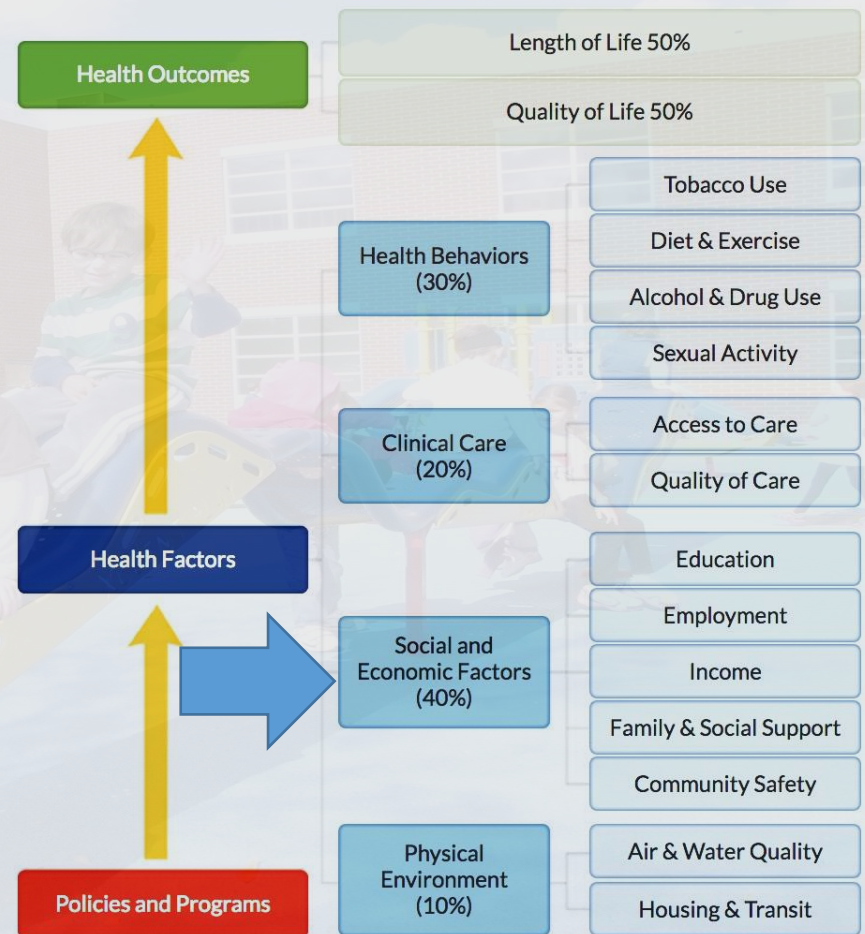 Health Outcomes
Length of Life 50%
Quality of Life 50%
Health Behaviors
(30%)
Tobacco Use
Diet & Exercise
Alcohol & Drug Use
Sexual Activity
Clinical Care
(20%)
Access to Care
Quality of Care
Health Factors
Social and
Economic Factors
(40%)
Education
Employment
Income
Family & Social Support
Community Safety
Policies and Programs
Physical
Environment
(10%)
Air & Water Quality
Housing & Transit